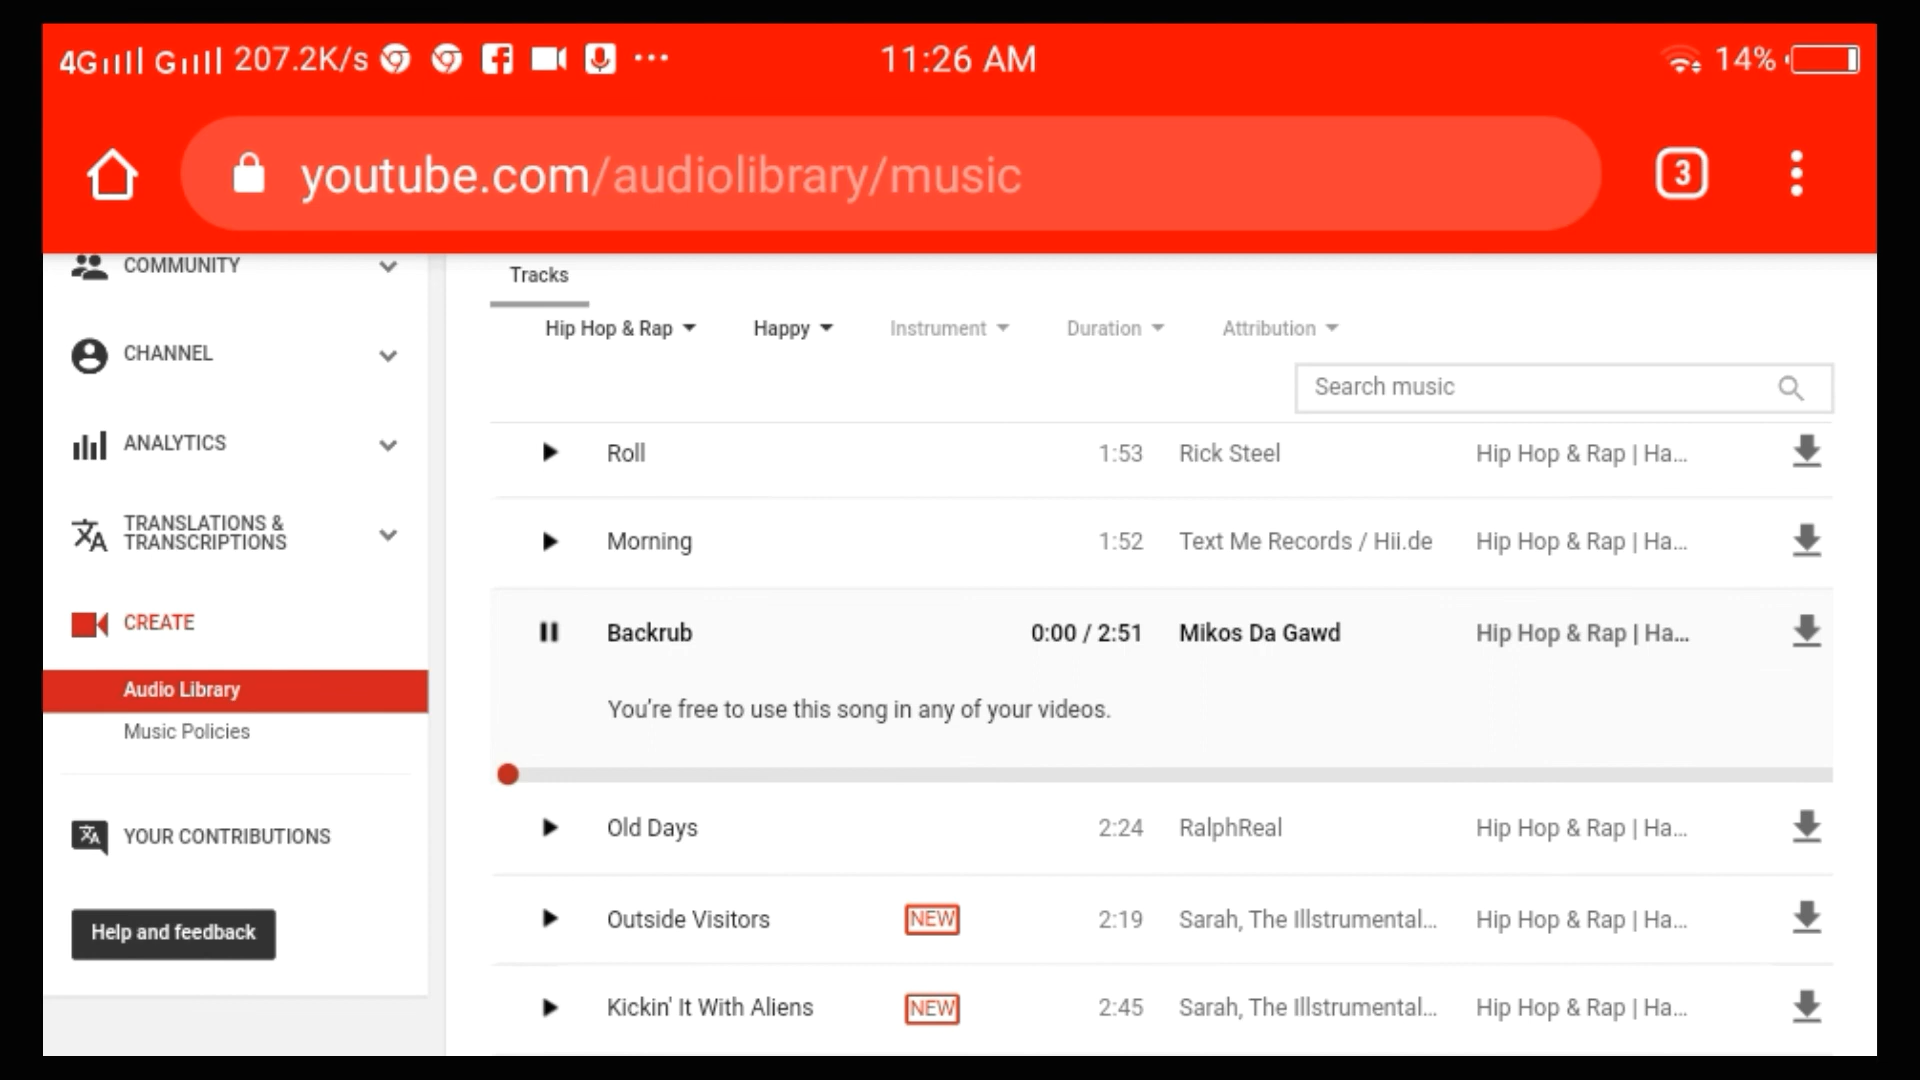 4G G 207.2K/s ... 11:26 AM 14%
youtube.com/audiolibrary/music 3
COMMUNITY
CHANNEL
ANALYTICS
TRANSLATIONS &
TRANSCRIPTIONS
CREATE
Audio Library
Music Policies
YOUR CONTRIBUTIONS
Help and feedback
Tracks
Hip Hop & Rap Happy Instrument Duration Attribution
Search music
Roll 1:53 Rick Steel Hip Hop & Rap | Ha...
Morning 1:52 Text Me Records / Hii.de Hip Hop & Rap | Ha...
Backrub 0:00 / 2:51 Mikos Da Gawd Hip Hop & Rap | Ha...
You're free to use this song in any of your videos.
Old Days 2:24 RalphReal Hip Hop & Rap | Ha...
Outside Visitors NEW 2:19 Sarah, The Illstrumental... Hip Hop & Rap | Ha...
Kickin' It With Aliens NEW 2:45 Sarah, The Illstrumental... Hip Hop & Rap | Ha...